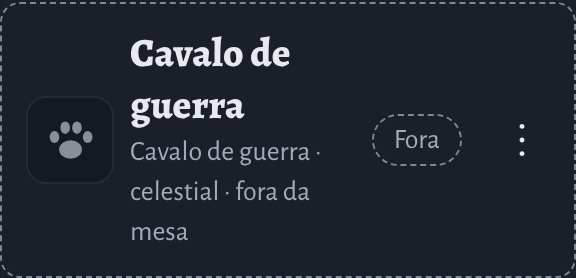 Cavalo de
guerra
Cavalo de guerra ·
celestial · fora da
mesa
Fora